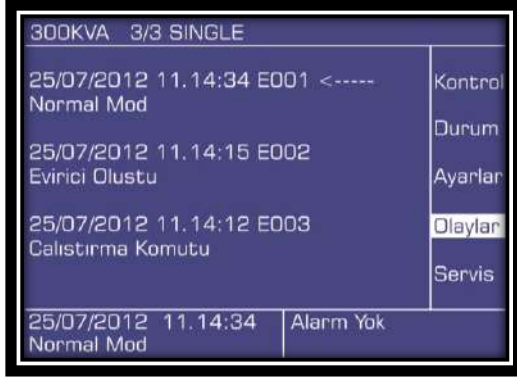 300KVA 3/3 SINGLE
25/07/2012 11.14:34 E001 <-----
Normal Mod
25/07/2012 11.14:15 E002
Evirici Olustu
25/07/2012 11.14:12 E003
Calıstırma Komutu
Kontrol
Durum
Ayarlar
Olaylar
Servis
25/07/2012 11.14:34
Normal Mod
Alarm Yok